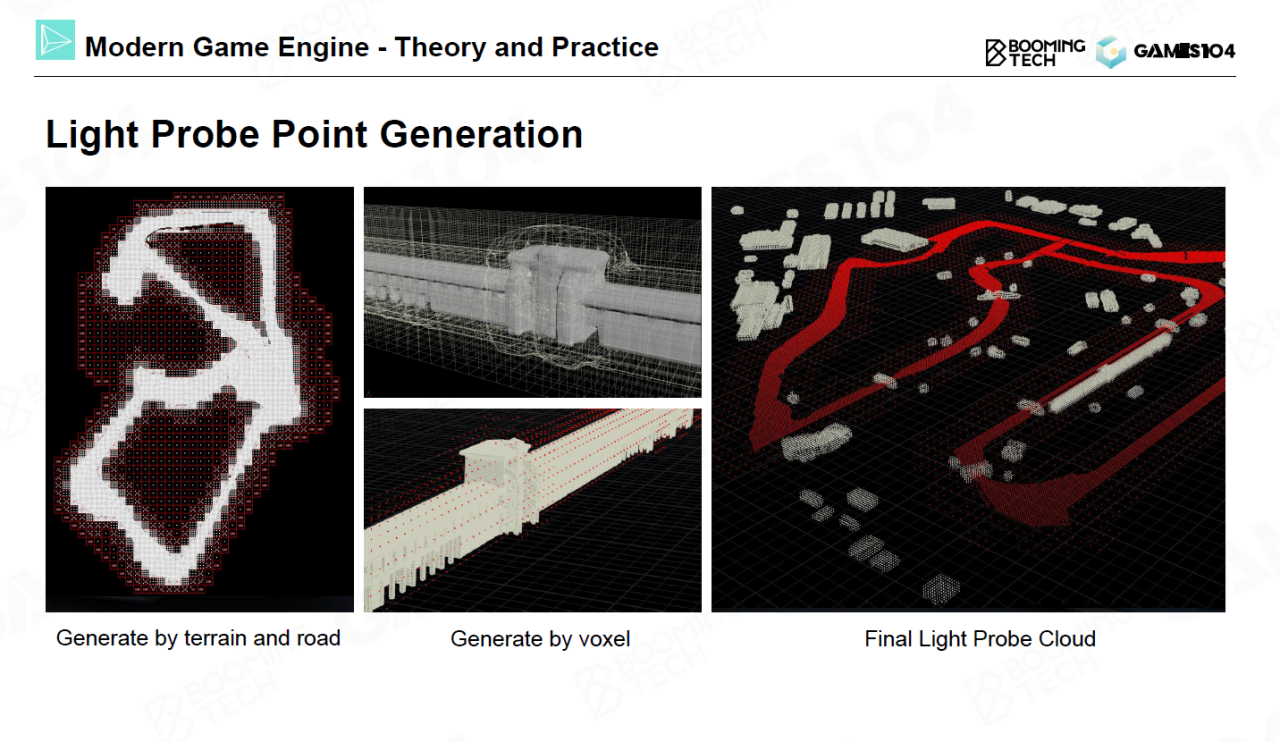 Modern Game Engine - Theory and Practice
BOOMING
TECH
GAMES104
Light Probe Point Generation
Generate by terrain and road
Generate by voxel
Final Light Probe Cloud